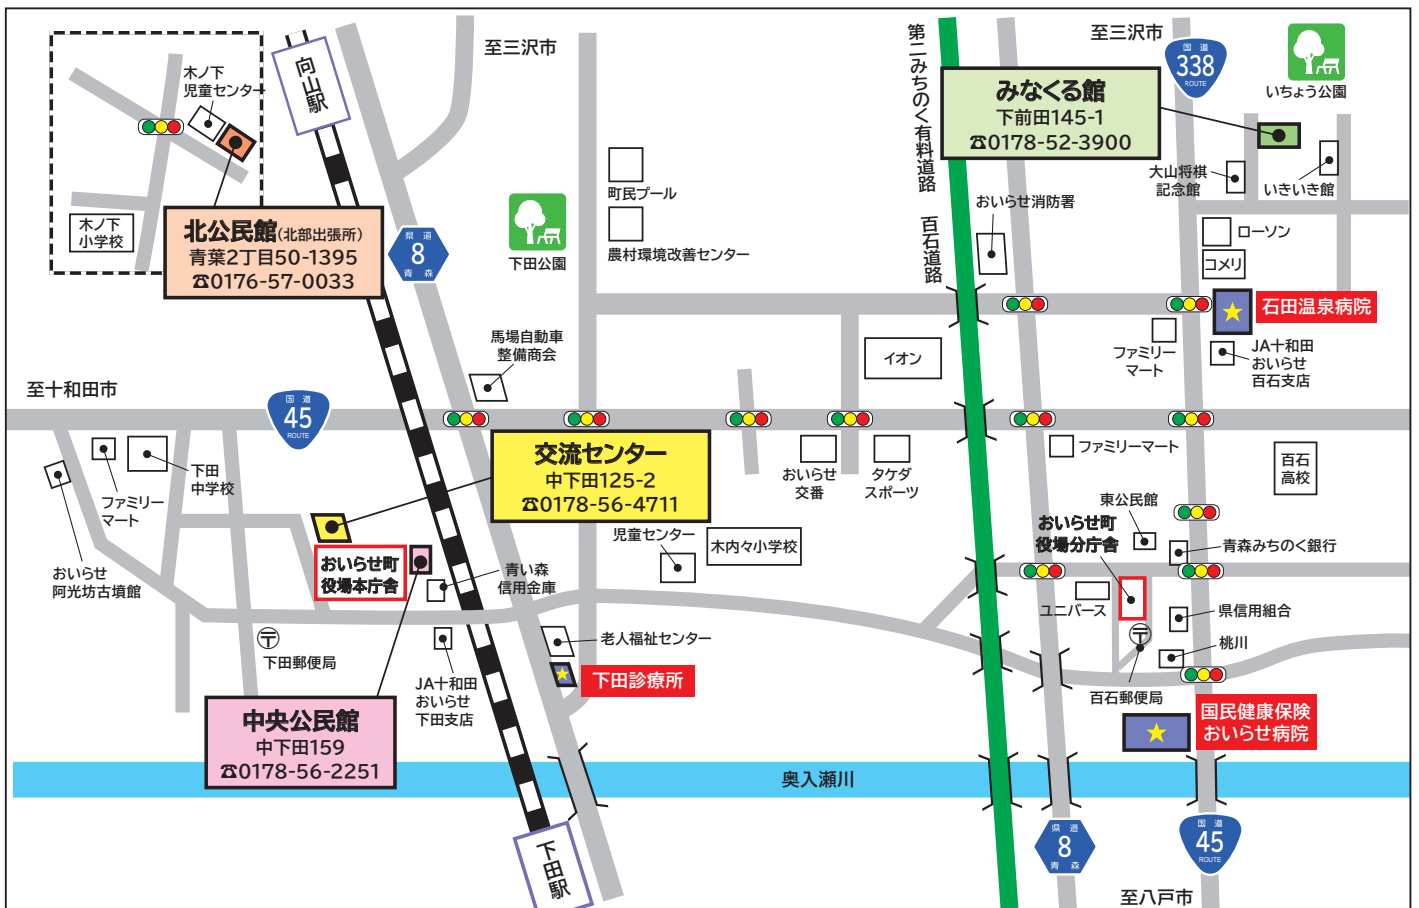 木ノ下
児童センター
木ノ下
小学校
向山駅
至三沢市
北公民館(北部出張所)
青葉2丁目50-1395
☎0176-57-0033
県道
8
青森
下田公園
町民プール
農村環境改善センター
第二みちのく有料道路
百石道路
至三沢市
国道
338
ROUTE
いちょう公園
みなくる館
下前田145-1
☎0178-52-3900
大山将棋
記念館
いきいき館
おいらせ消防署
ローソン
コメリ
石田温泉病院
ファミリー
マート
JA十和田
おいらせ
百石支店
馬場自動車
整備商会
イオン
至十和田市
国道
45
ROUTE
下田
中学校
ファミリー
マート
おいらせ
阿光坊古墳館
交流センター
中下田125-2
☎0178-56-4711
おいらせ
交番
タケダ
スポーツ
ファミリーマート
百石
高校
東公民館
おいらせ町
役場分庁舎
青森みちのく銀行
児童センター
木内々小学校
おいらせ町
役場本庁舎
青い森
信用金庫
ユニバース
県信用組合
桃川
百石郵便局
老人福祉センター
下田診療所
〒
下田郵便局
JA十和田
おいらせ
下田支店
〒
中央公民館
中下田159
☎0178-56-2251
国民健康保険
おいらせ病院
奥入瀬川
下田駅
県道
8
青森
国道
45
ROUTE
至八戸市